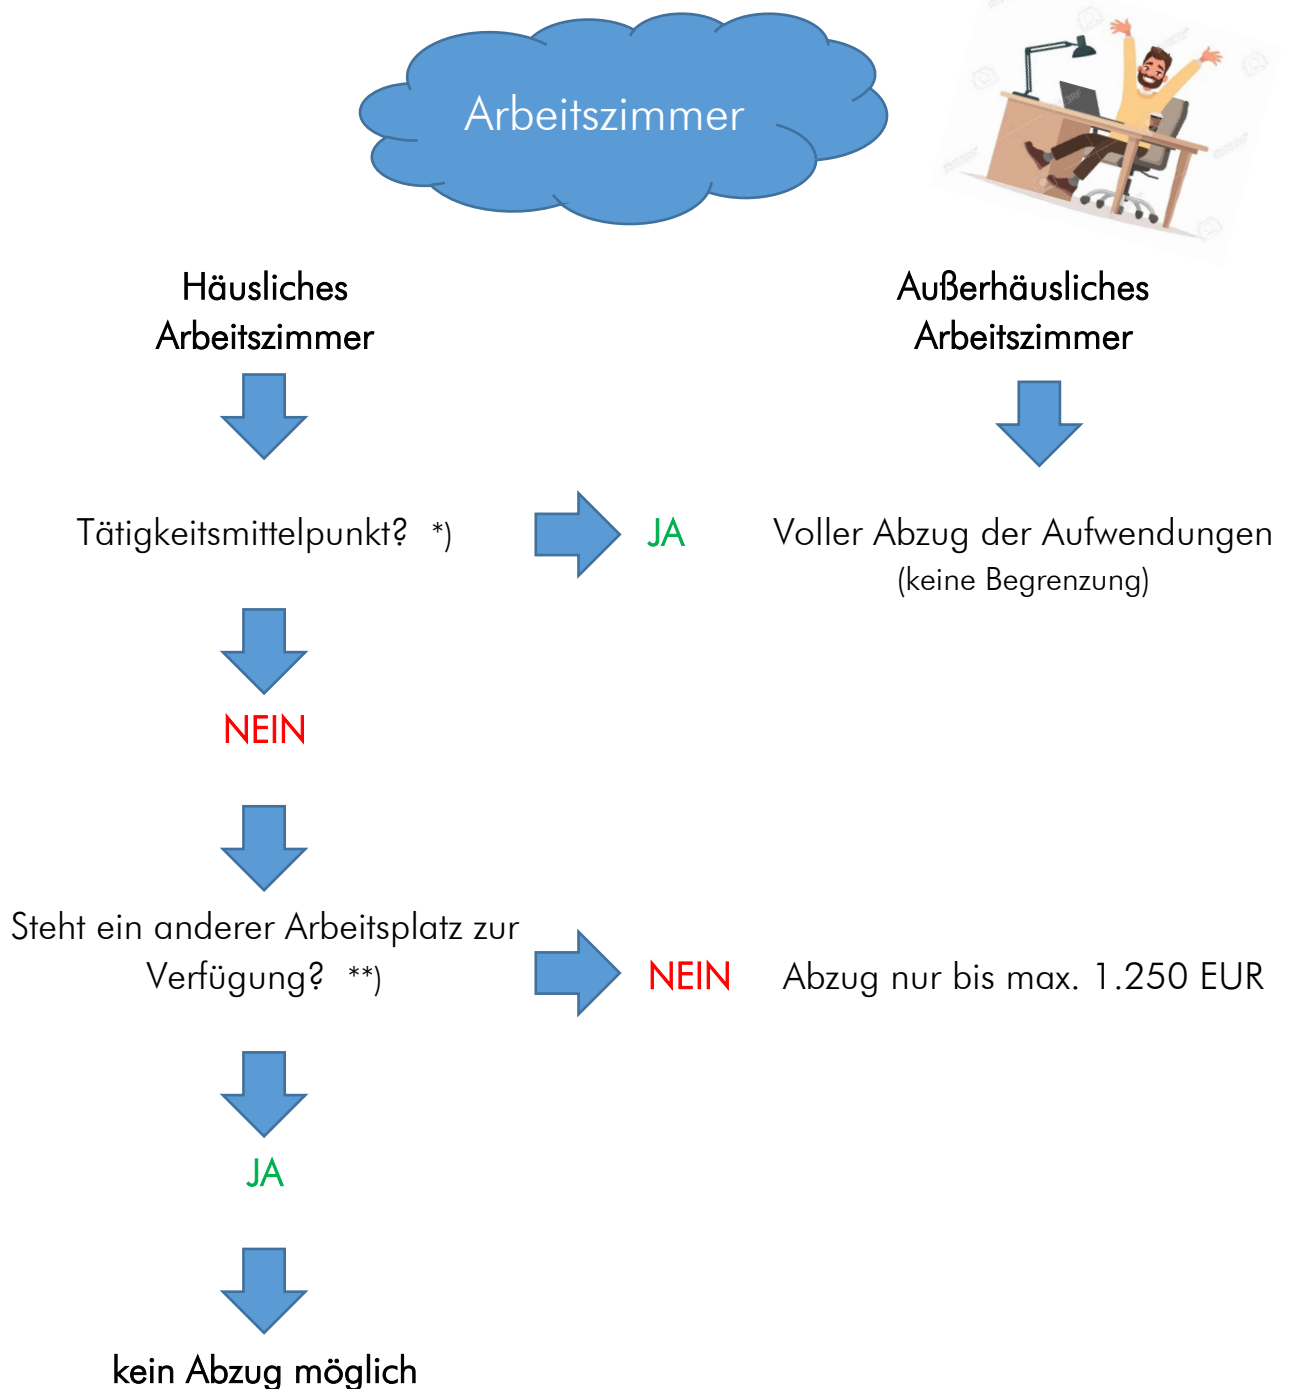 Arbeitszimmer
Häusliches
Arbeitszimmer
Außerhäusliches
Arbeitszimmer
Tätigkeitsmittelpunkt? *)
JA
Voller Abzug der Aufwendungen
(keine Begrenzung)
NEIN
Steht ein anderer Arbeitsplatz zur
Verfügung? **)
NEIN
Abzug nur bis max. 1.250 EUR
JA
kein Abzug möglich